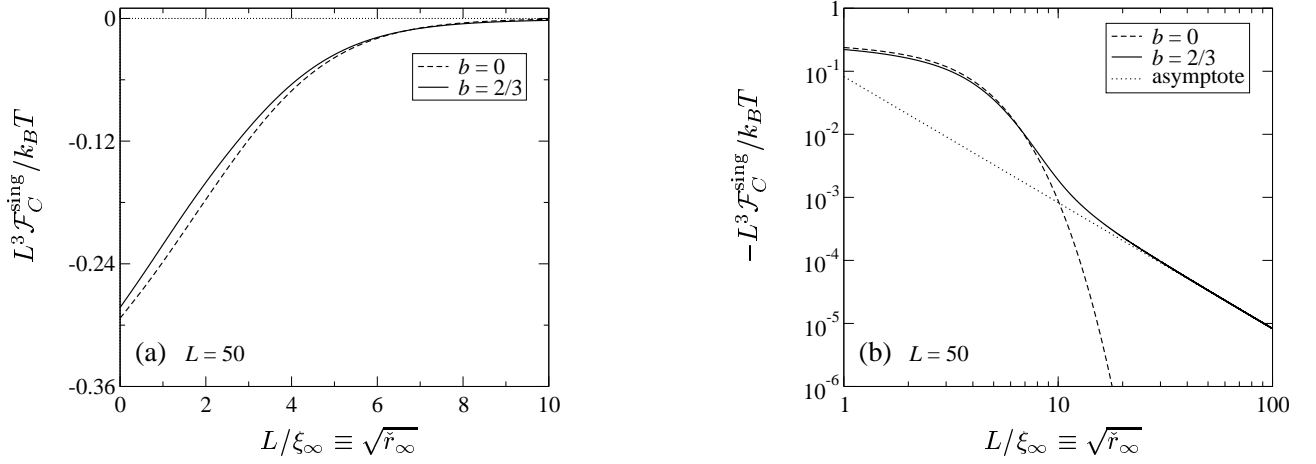 0
-0.12
-0.24
-0.36
0
2
4
6
8
10
L³ 𝓕_C^sing / k_B T
L/ξ_∞ ≡ √ř_∞
b = 0
b = 2/3
(a) L = 50
1
10^-1
10^-2
10^-3
10^-4
10^-5
10^-6
1
10
100
−L³ 𝓕_C^sing / k_B T
L/ξ_∞ ≡ √ř_∞
b = 0
b = 2/3
asymptote
(b) L = 50